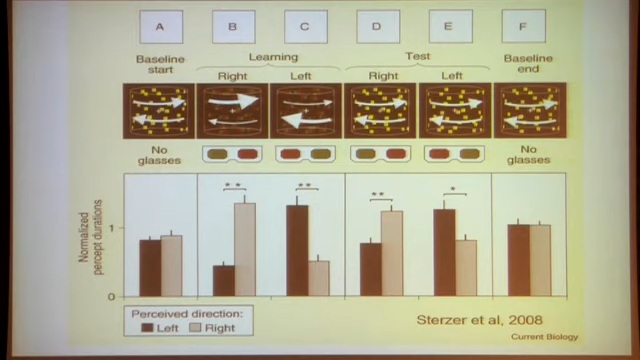 A B C D E F
Baseline start
Learning
Test
Baseline end
Right Left Right Left
No glasses
No glasses
Normalized percept durations
1
0
** ** ** *
Perceived direction:
Left Right
Sterzer et al, 2008
Current Biology